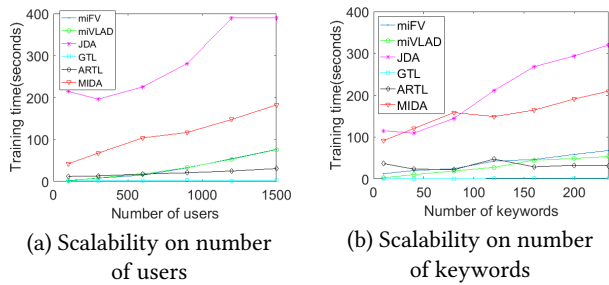 400
300
200
100
0
Training time(seconds)
miFV
miVLAD
JDA
GTL
ARTL
MIDA
0 500 1000 1500
Number of users
(a) Scalability on number
of users
400
300
200
100
0
Training time(seconds)
miFV
miVLAD
JDA
GTL
ARTL
MIDA
0 50 100 150 200
Number of keywords
(b) Scalability on number
of keywords